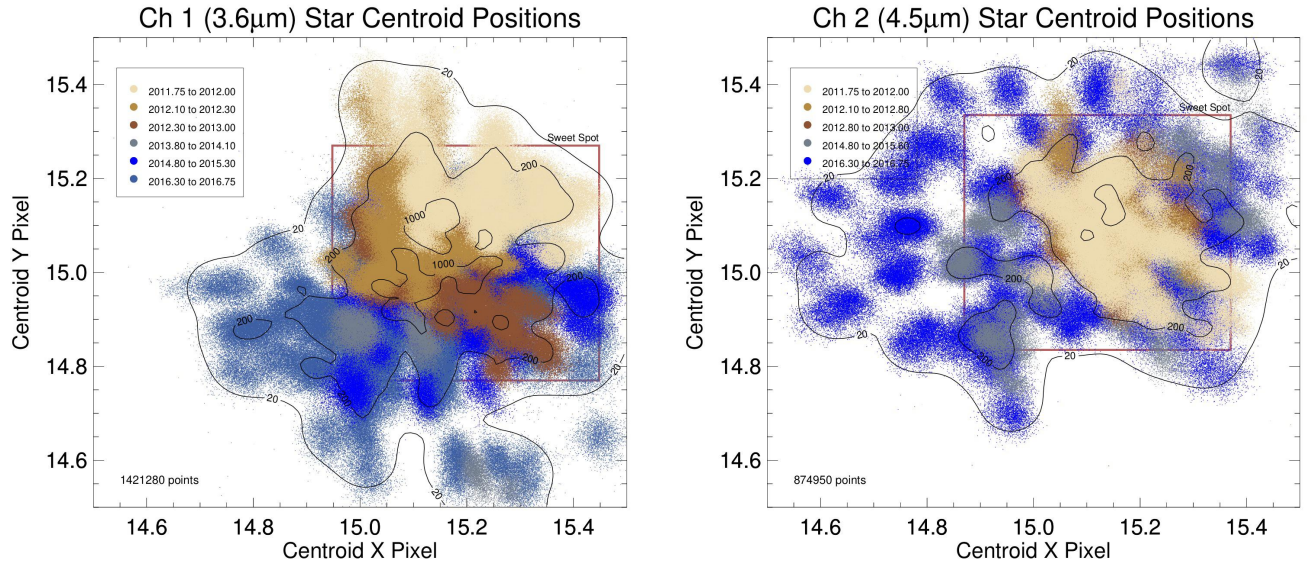 Ch 1 (3.6μm) Star Centroid Positions
15.4
15.2
15.0
14.8
14.6
Centroid Y Pixel
2011.75 to 2012.00
2012.10 to 2012.30
2012.30 to 2013.00
2013.80 to 2014.10
2014.80 to 2015.30
2016.30 to 2016.75
Sweet Spot
20
200
1000
200
1000
200
20
200
200
20
20
20
20
1421280 points
14.6
14.8
15.0
15.2
15.4
Centroid X Pixel
Ch 2 (4.5μm) Star Centroid Positions
15.4
15.2
15.0
14.8
14.6
Centroid Y Pixel
2011.75 to 2012.00
2012.10 to 2012.80
2012.80 to 2013.00
2014.80 to 2015.60
2016.30 to 2016.75
Sweet Spot
20
20
20
200
200
200
20
20
20
874950 points
14.6
14.8
15.0
15.2
15.4
Centroid X Pixel